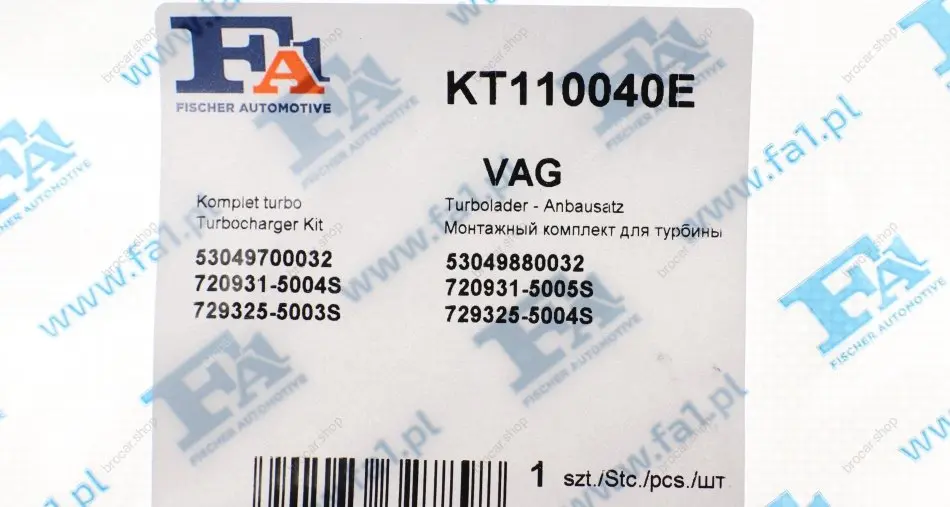 FA1
FISCHER AUTOMOTIVE
KT110040E
VAG
Komplet turbo
Turbocharger Kit
Turbolader - Anbausatz
Монтажный комплект для турбины
53049700032
720931-5004S
729325-5003S
53049880032
720931-5005S
729325-5004S
1 szt./Stc./pcs./шт
www.fa1.pl
brocar.shop